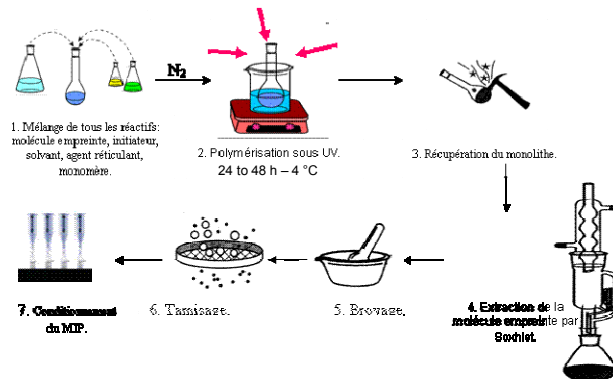 N2
1. Mélange de tous les réactifs:
molécule empreinte, initiateur,
solvant, agent réticulant,
monomère.
2. Polymérisation sous UV.
24 to 48 h – 4 °C
3. Récupération du monolithe.
4. Extraction de la
molécule empreinte par
Soxhlet.
5. Broyage.
6. Tamisage.
7. Conditionnement
du MIP.